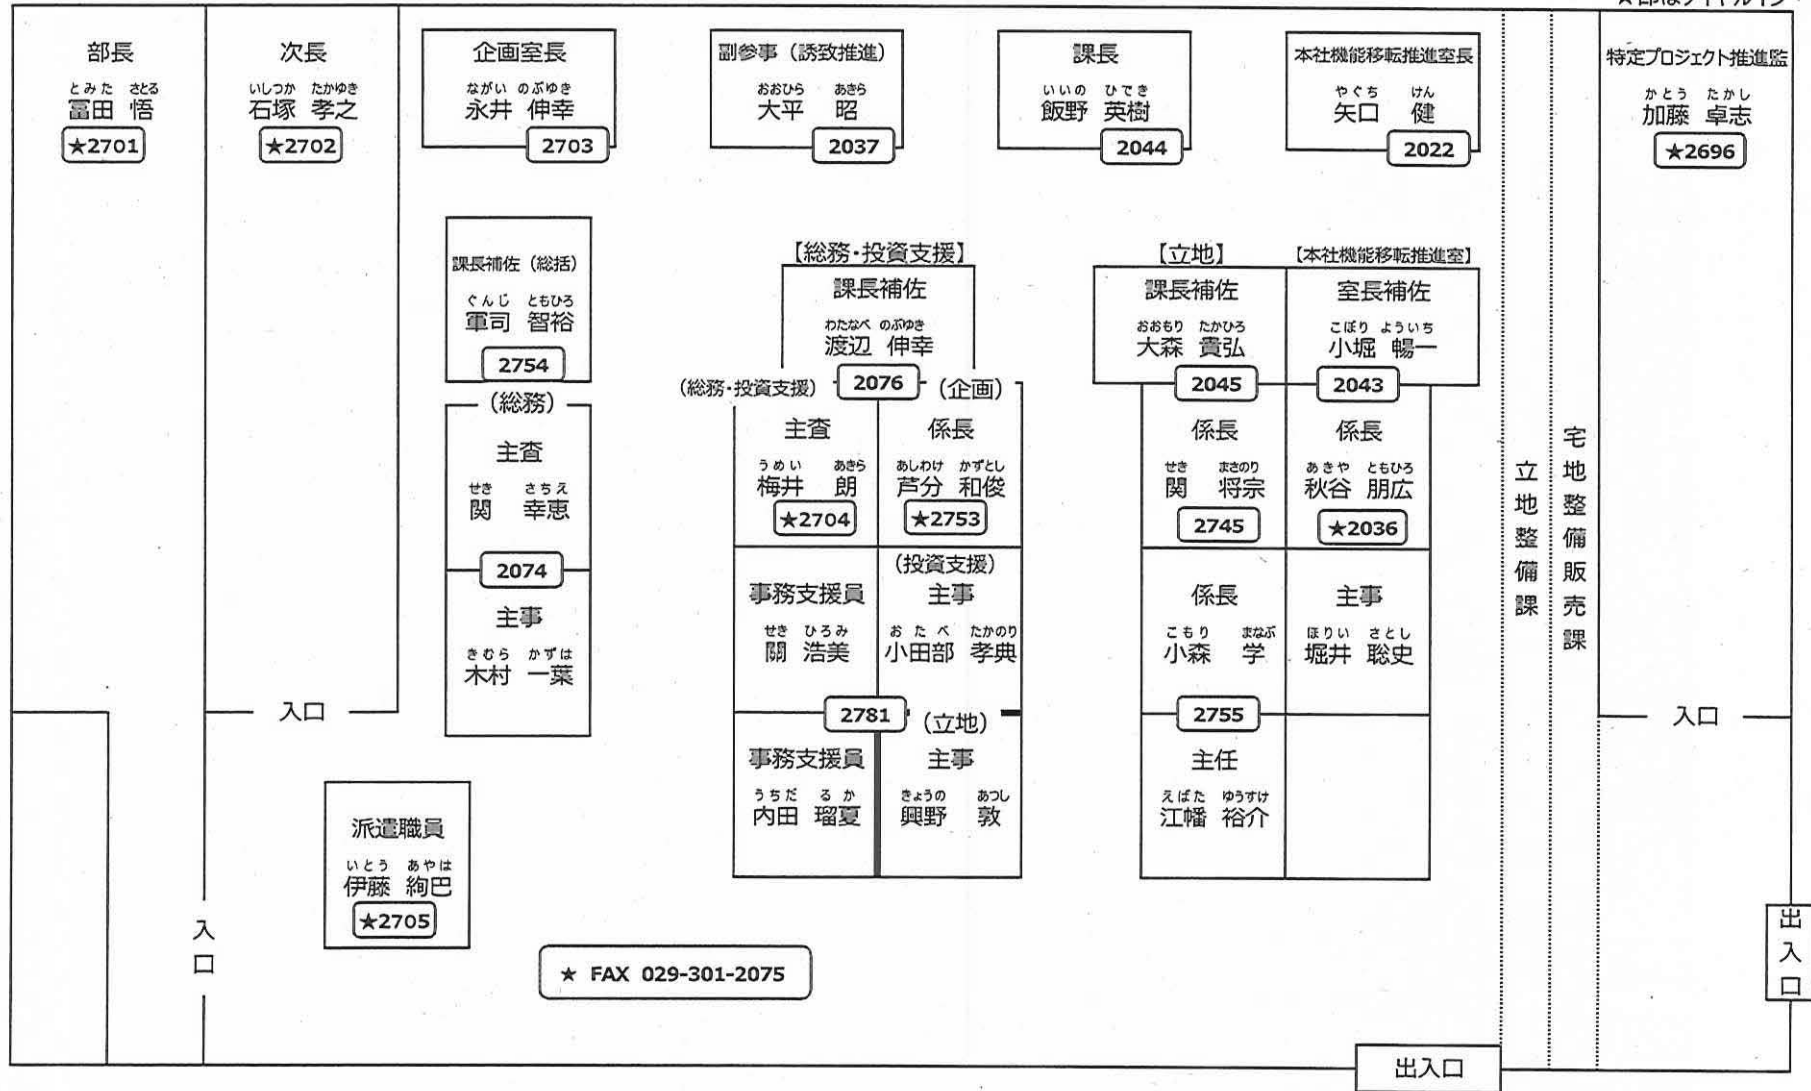 ★部はダイヤルイン
部長
とみた さとる
冨田 悟
★2701
次長
いしつか たかゆき
石塚 孝之
★2702
企画室長
ながい のぶゆき
永井 伸幸
2703
副参事（誘致推進）
おおひら あきら
大平 昭
2037
課長
いいの ひでき
飯野 英樹
2044
本社機能移転推進室長
やぐち けん
矢口 健
2022
特定プロジェクト推進監
かとう たかし
加藤 卓志
★2696
課長補佐（総括）
ぐんじ ともひろ
軍司 智裕
2754
（総務）
主査
せき さちえ
関 幸恵
2074
主事
きむら かずは
木村 一葉
【総務・投資支援】
課長補佐
わたなべ のぶゆき
渡辺 伸幸
2076
（総務・投資支援）
主査
うめい あきら
梅井 朗
★2704
（企画）
係長
あしわけ かずとし
芦分 和俊
★2753
事務支援員
せき ひろみ
關 浩美
（投資支援）
主事
おたべ たかのり
小田部 孝典
2781
事務支援員
うちだ るか
内田 瑠夏
（立地）
主事
きょうの あつし
興野 敦
【立地】
課長補佐
おおもり たかひろ
大森 貴弘
2045
【本社機能移転推進室】
室長補佐
こぼり よういち
小堀 暢一
2043
係長
せき まさのり
関 将宗
2745
係長
あきや ともひろ
秋谷 朋広
★2036
係長
こもり まなぶ
小森 学
主事
ほりい さとし
堀井 聡史
2755
主任
えばた ゆうすけ
江幡 裕介
立地整備課
宅地整備販売課
入口
入口
入口
派遣職員
いとう あやは
伊藤 絢巴
★2705
★ FAX 029-301-2075
出入口
出入口